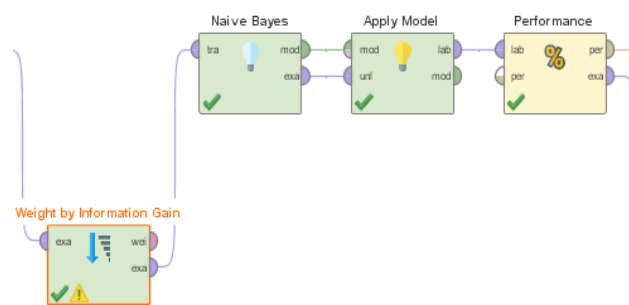 Naive Bayes
Apply Model
Performance
tra
mod
mod
lab
lab
%
per
exa
unl
mod
per
exa
Weight by Information Gain
exa
wei
exa